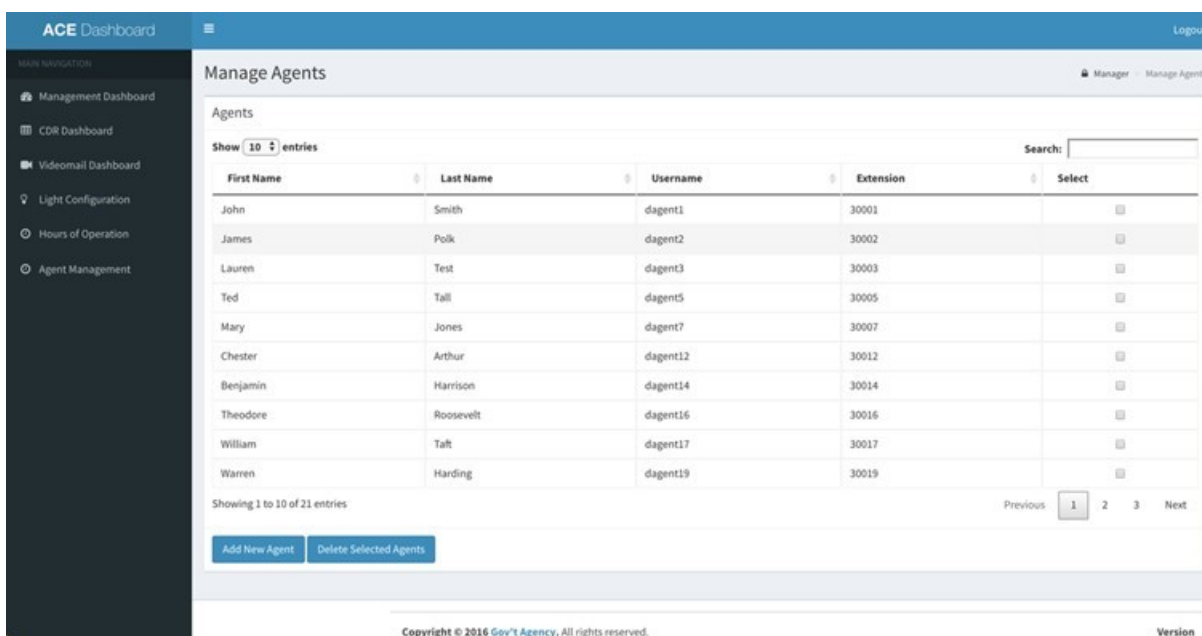 ACE Dashboard
Logou
MAIN NAVIGATION
Management Dashboard
CDR Dashboard
Videomail Dashboard
Light Configuration
Hours of Operation
Agent Management
Manage Agents
Manager Manage Agent
Agents
Show 10 entries
Search:
First Name Last Name Username Extension Select
John Smith dagent1 30001
James Polk dagent2 30002
Lauren Test dagent3 30003
Ted Tall dagent5 30005
Mary Jones dagent7 30007
Chester Arthur dagent12 30012
Benjamin Harrison dagent14 30014
Theodore Roosevelt dagent16 30016
William Taft dagent17 30017
Warren Harding dagent19 30019
Showing 1 to 10 of 21 entries
Previous 1 2 3 Next
Add New Agent Delete Selected Agents
Copyright © 2016 Gov't Agency. All rights reserved.
Version